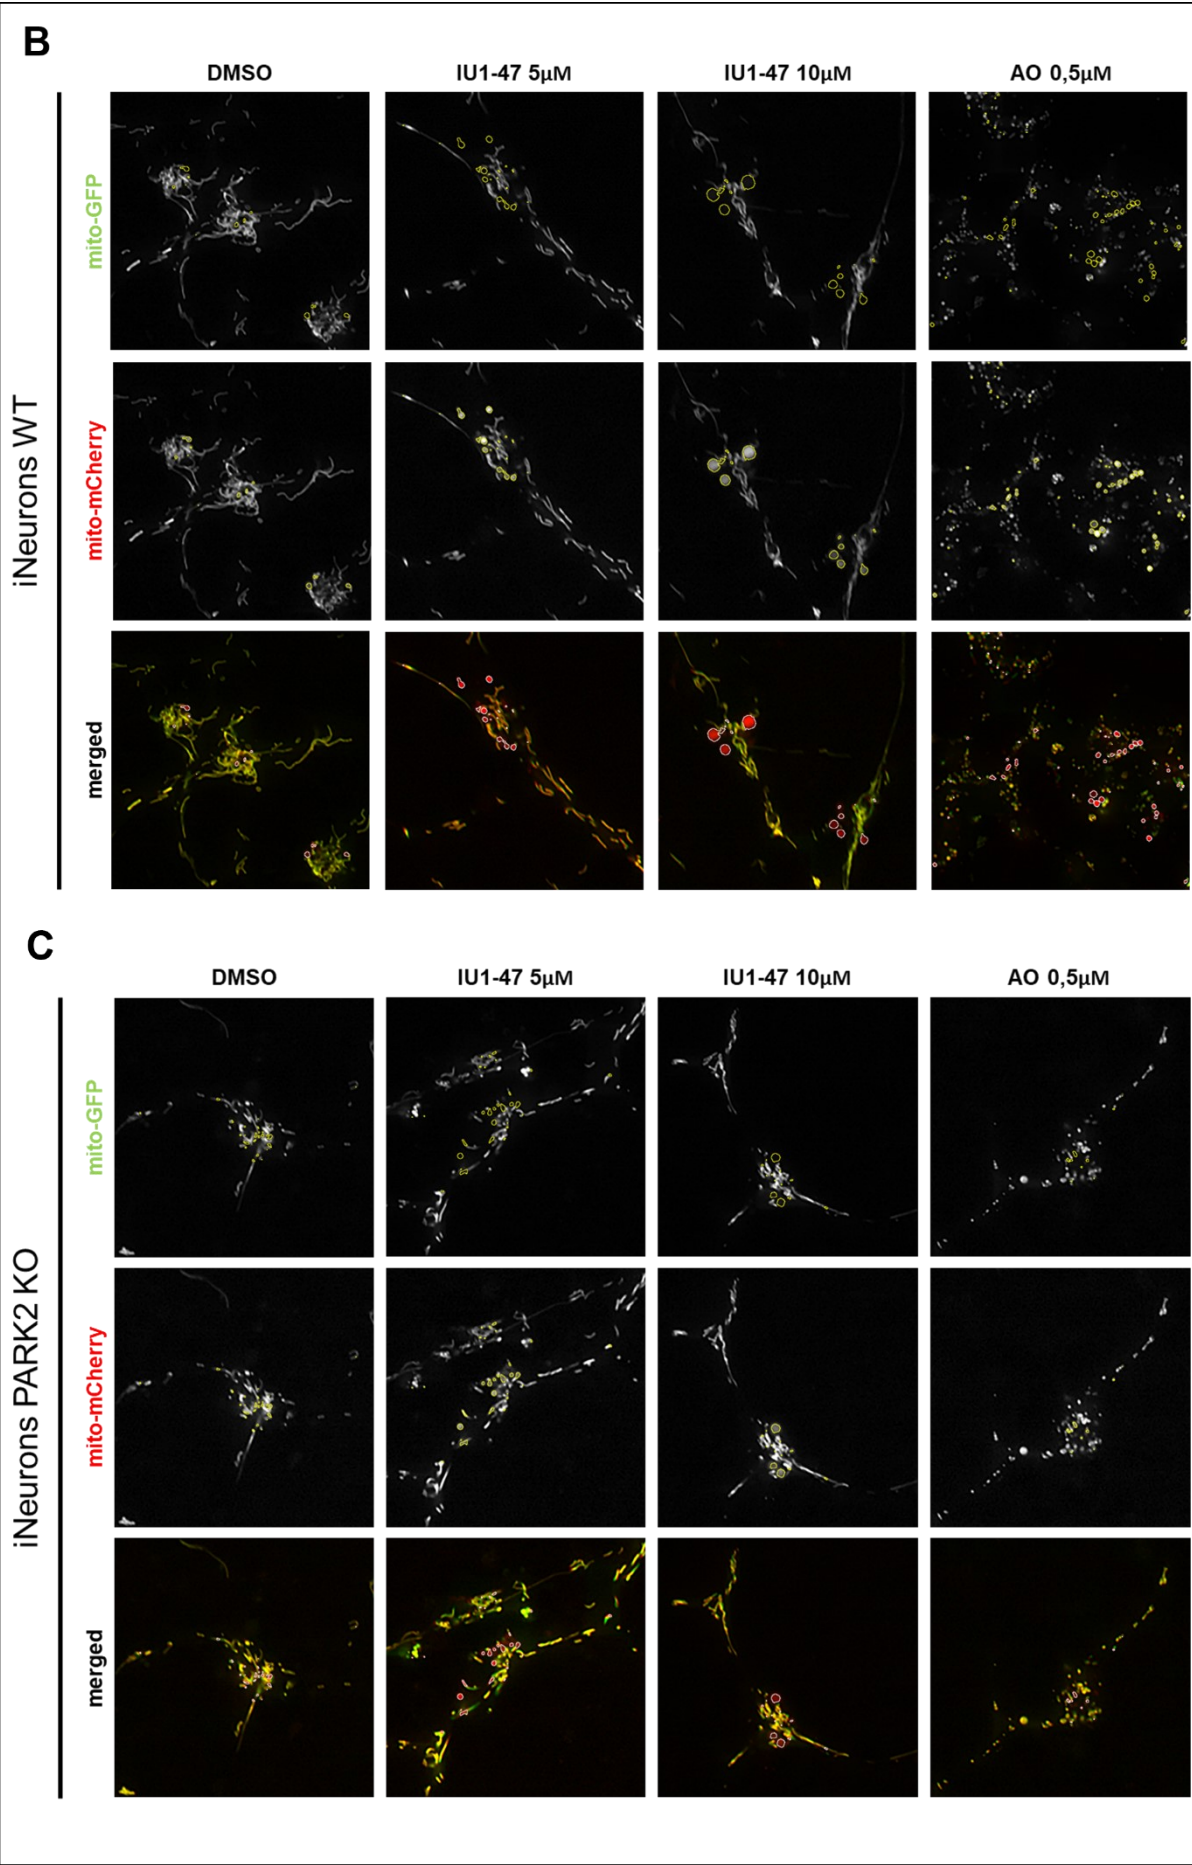 B
DMSO IU1-47 5µM IU1-47 10µM AO 0,5µM
iNeurons WT
mito-GFP
mito-mCherry
merged
C
DMSO IU1-47 5µM IU1-47 10µM AO 0,5µM
iNeurons PARK2 KO
mito-GFP
mito-mCherry
merged